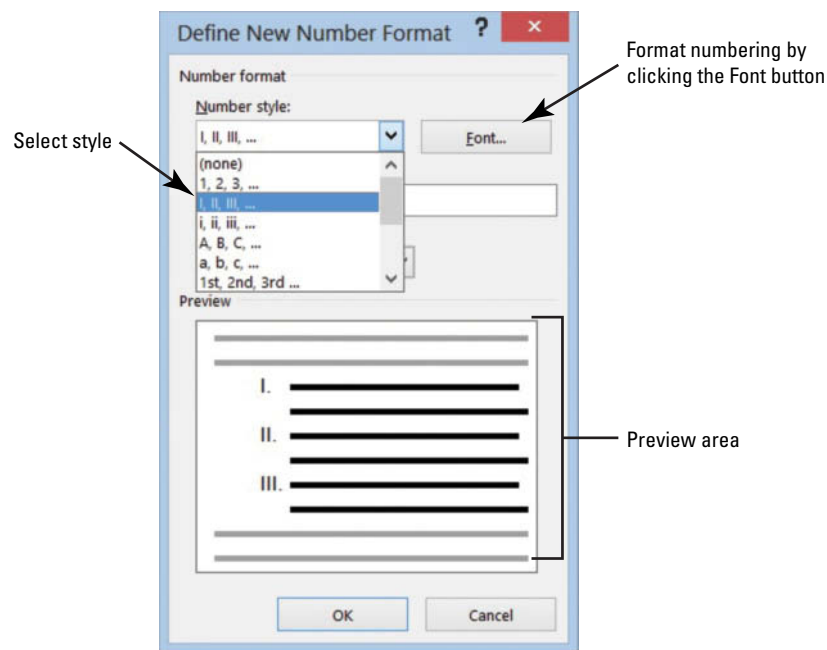 Define New Number Format ? ×
Format numbering by
clicking the Font button
Number format
Number style:
Select style
I, II, III, ...
Font...
(none)
1, 2, 3, ...
I, II, III, ...
i, ii, iii, ...
A, B, C, ...
a, b, c, ...
1st, 2nd, 3rd ...
Preview
I.
II.
Preview area
III.
OK Cancel